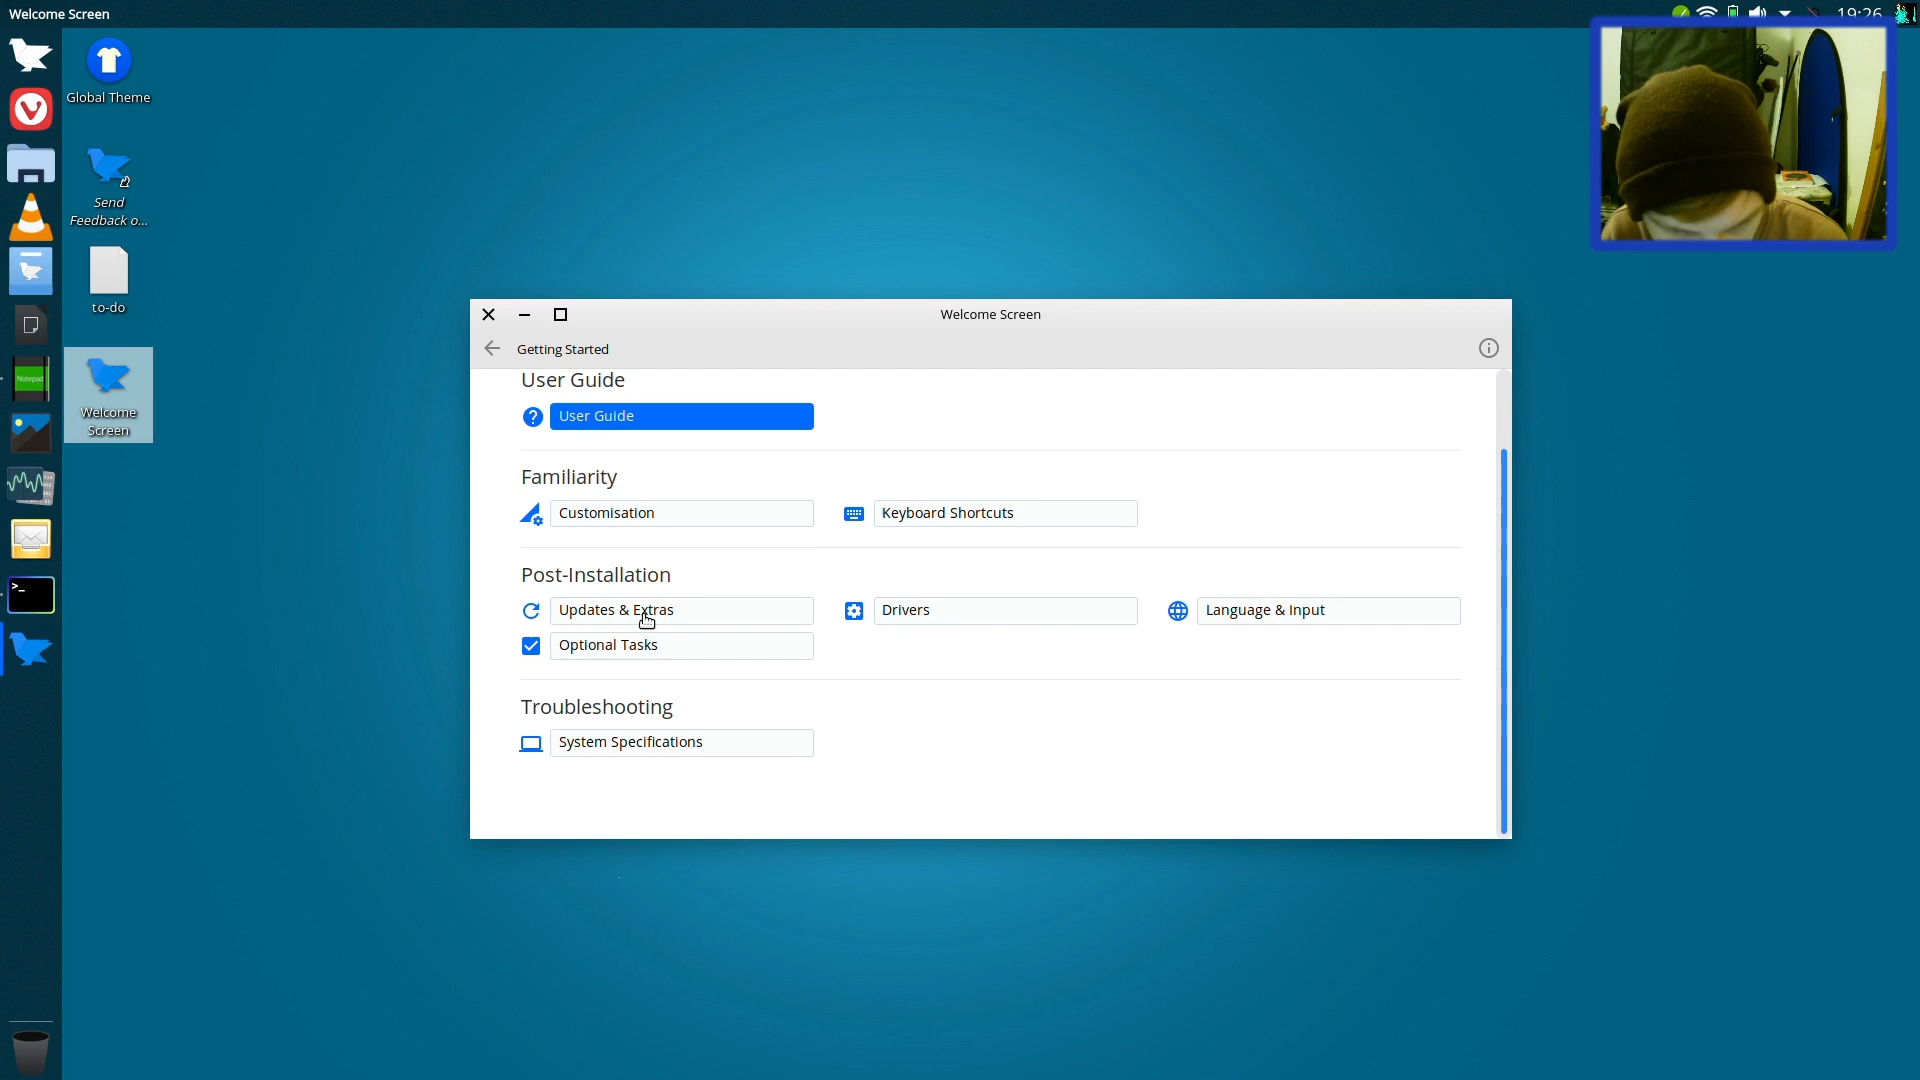 Welcome Screen
19:26
Global Theme
Send
Feedback o...
to-do
Welcome
Screen
Notepad
>_
Welcome Screen
Getting Started
User Guide
User Guide
Familiarity
Customisation
Keyboard Shortcuts
Post-Installation
Updates & Extras
Drivers
Language & Input
Optional Tasks
Troubleshooting
System Specifications